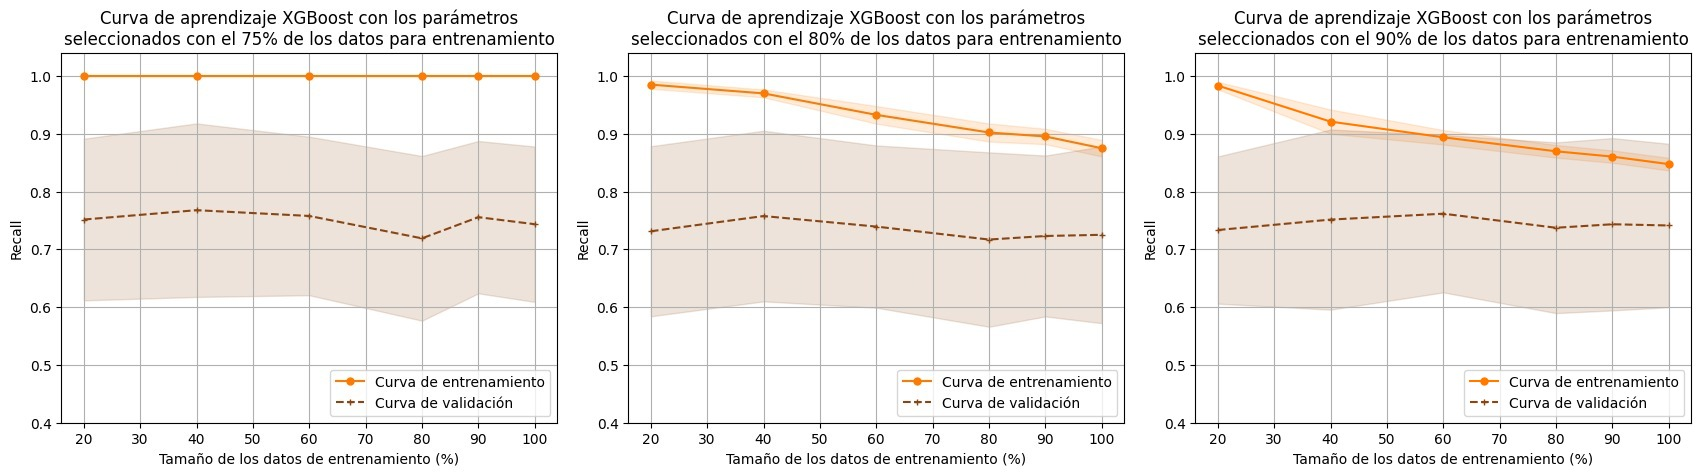 Curva de aprendizaje XGBoost con los parámetros
seleccionados con el 75% de los datos para entrenamiento
1.0
0.9
0.8
0.7
0.6
0.5
0.4
Recall
20 30 40 50 60 70 80 90 100
Tamaño de los datos de entrenamiento (%)
Curva de entrenamiento
Curva de validación
Curva de aprendizaje XGBoost con los parámetros
seleccionados con el 80% de los datos para entrenamiento
1.0
0.9
0.8
0.7
0.6
0.5
0.4
Recall
20 30 40 50 60 70 80 90 100
Tamaño de los datos de entrenamiento (%)
Curva de entrenamiento
Curva de validación
Curva de aprendizaje XGBoost con los parámetros
seleccionados con el 90% de los datos para entrenamiento
1.0
0.9
0.8
0.7
0.6
0.5
0.4
Recall
20 30 40 50 60 70 80 90 100
Tamaño de los datos de entrenamiento (%)
Curva de entrenamiento
Curva de validación